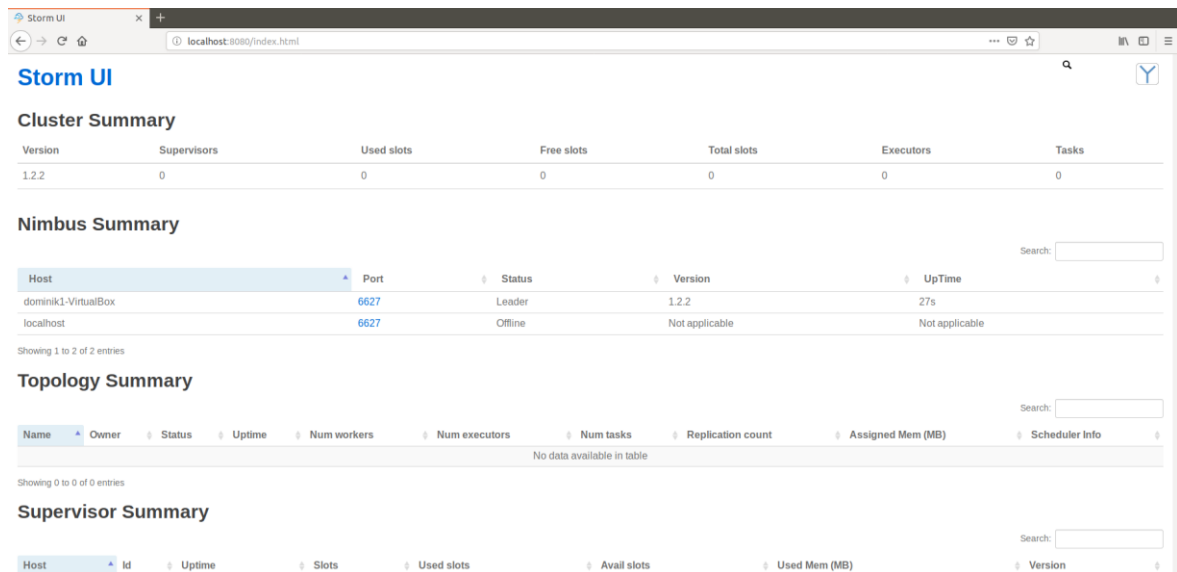 Storm UI
localhost:8080/index.html
Storm UI
Cluster Summary
Version Supervisors Used slots Free slots Total slots Executors Tasks
1.2.2 0 0 0 0 0 0
Nimbus Summary
Search:
Host Port Status Version UpTime
dominik1-VirtualBox 6627 Leader 1.2.2 27s
localhost 6627 Offline Not applicable Not applicable
Showing 1 to 2 of 2 entries
Topology Summary
Search:
Name Owner Status Uptime Num workers Num executors Num tasks Replication count Assigned Mem (MB) Scheduler Info
No data available in table
Showing 0 to 0 of 0 entries
Supervisor Summary
Search:
Host Id Uptime Slots Used slots Avail slots Used Mem (MB) Version